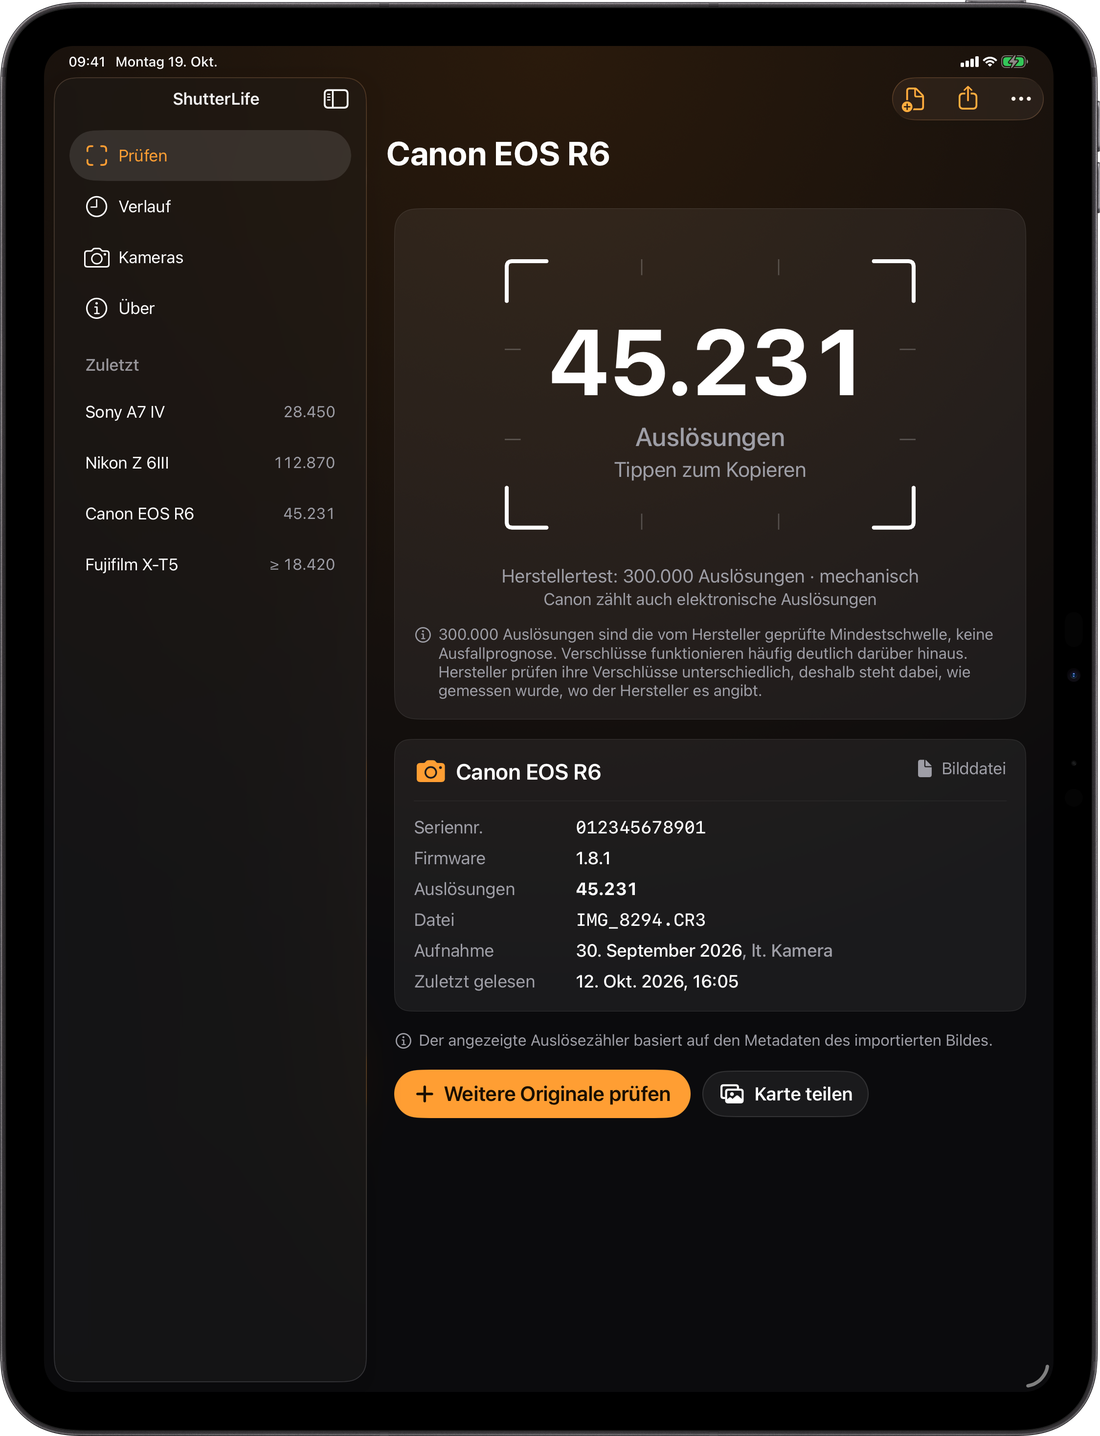 09:41 Montag 19. Okt.
ShutterLife
Prüfen
Verlauf
Kameras
Über
Zuletzt
Sony A7 IV 28.450
Nikon Z 6III 112.870
Canon EOS R6 45.231
Fujifilm X-T5 ≥ 18.420
Canon EOS R6
45.231
Auslösungen
Tippen zum Kopieren
Herstellertest: 300.000 Auslösungen · mechanisch
Canon zählt auch elektronische Auslösungen
300.000 Auslösungen sind die vom Hersteller geprüfte Mindestschwelle, keine
Ausfallprognose. Verschlüsse funktionieren häufig deutlich darüber hinaus.
Hersteller prüfen ihre Verschlüsse unterschiedlich, deshalb steht dabei, wie
gemessen wurde, wo der Hersteller es angibt.
Canon EOS R6 Bilddatei
Seriennr. 012345678901
Firmware 1.8.1
Auslösungen 45.231
Datei IMG_8294.CR3
Aufnahme 30. September 2026, lt. Kamera
Zuletzt gelesen 12. Okt. 2026, 16:05
Der angezeigte Auslösezähler basiert auf den Metadaten des importierten Bildes.
Weitere Originale prüfen
Karte teilen